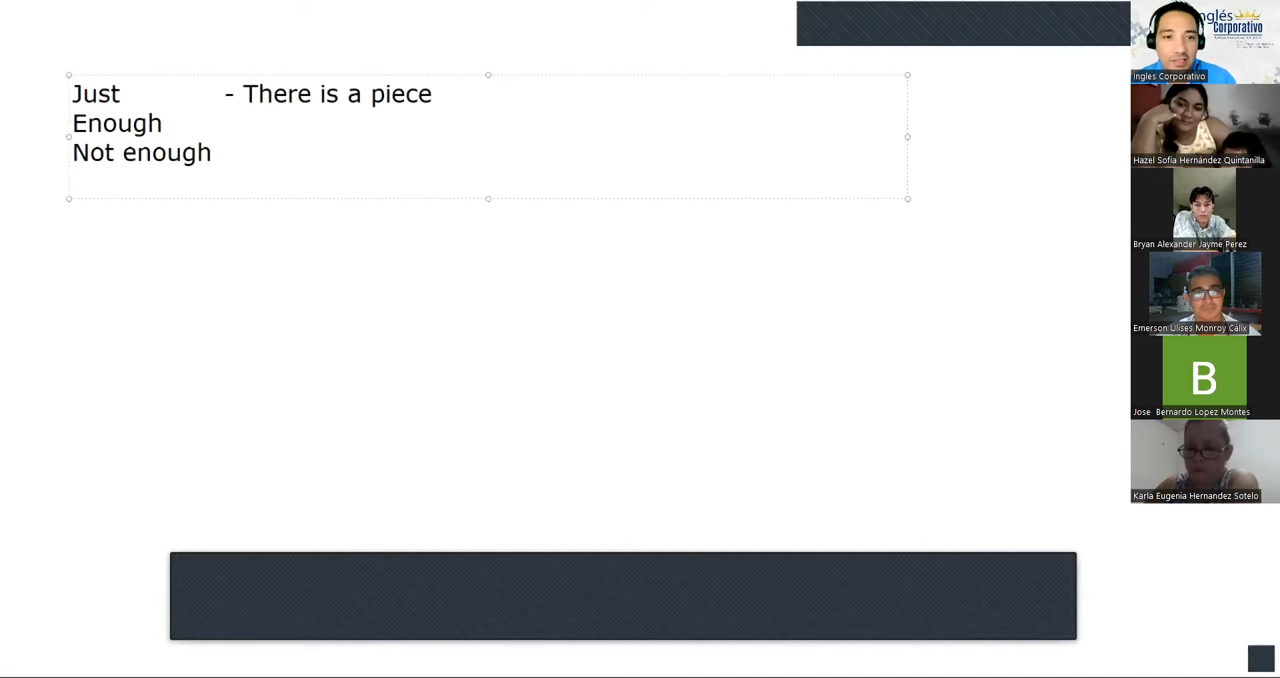 Just - There is a piece
Enough
Not enough
Inglés
Corporativo
Ingles Corporativo
Hazel Sofia Hernández Quintanilla
Bryan Alexander Jayme Perez
Emerson Ulises Monroy Cálix
B
Jose Bernardo Lopez Montes
Karla Eugenia Hernandez Sotelo